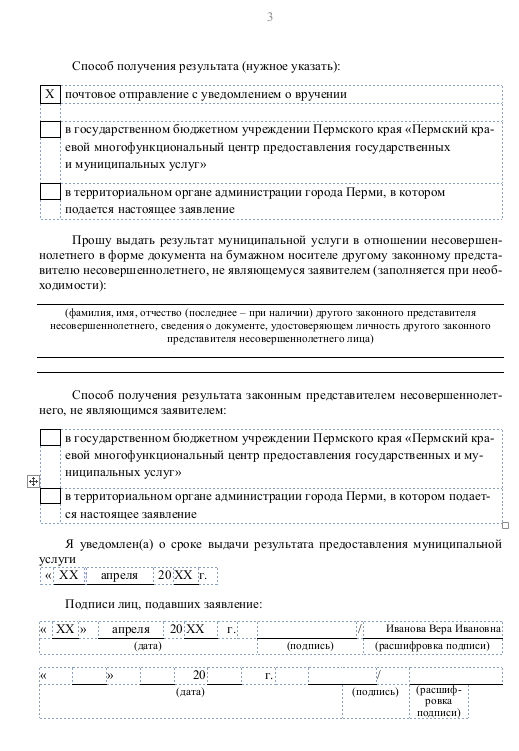 3
Способ получения результата (нужное указать):
X почтовое отправление с уведомлением о вручении
в государственном бюджетном учреждении Пермского края «Пермский кра-
евой многофункциональный центр предоставления государственных
и муниципальных услуг»
в территориальном органе администрации города Перми, в котором
подается настоящее заявление
Прошу выдать результат муниципальной услуги в отношении несовершен-
нолетнего в форме документа на бумажном носителе другому законному предста-
вителю несовершеннолетнего, не являющемуся заявителем (заполняется при необ-
ходимости):
(фамилия, имя, отчество (последнее – при наличии) другого законного представителя
несовершеннолетнего, сведения о документе, удостоверяющем личность другого законного
представителя несовершеннолетнего лица)
Способ получения результата законным представителем несовершеннолет-
него, не являющимся заявителем:
в государственном бюджетном учреждении Пермского края «Пермский кра-
евой многофункциональный центр предоставления государственных и му-
ниципальных услуг»
в территориальном органе администрации города Перми, в котором подает-
ся настоящее заявление
Я уведомлен(а) о сроке выдачи результата предоставления муниципальной
услуги
« XX апреля 20 XX г.
Подписи лиц, подавших заявление:
« XX » апреля 20 XX г. / Иванова Вера Ивановна
(дата) (подпись) (расшифровка подписи)
« » 20 г. /
(дата) (подпись) (расшиф-
ровка
подписи)